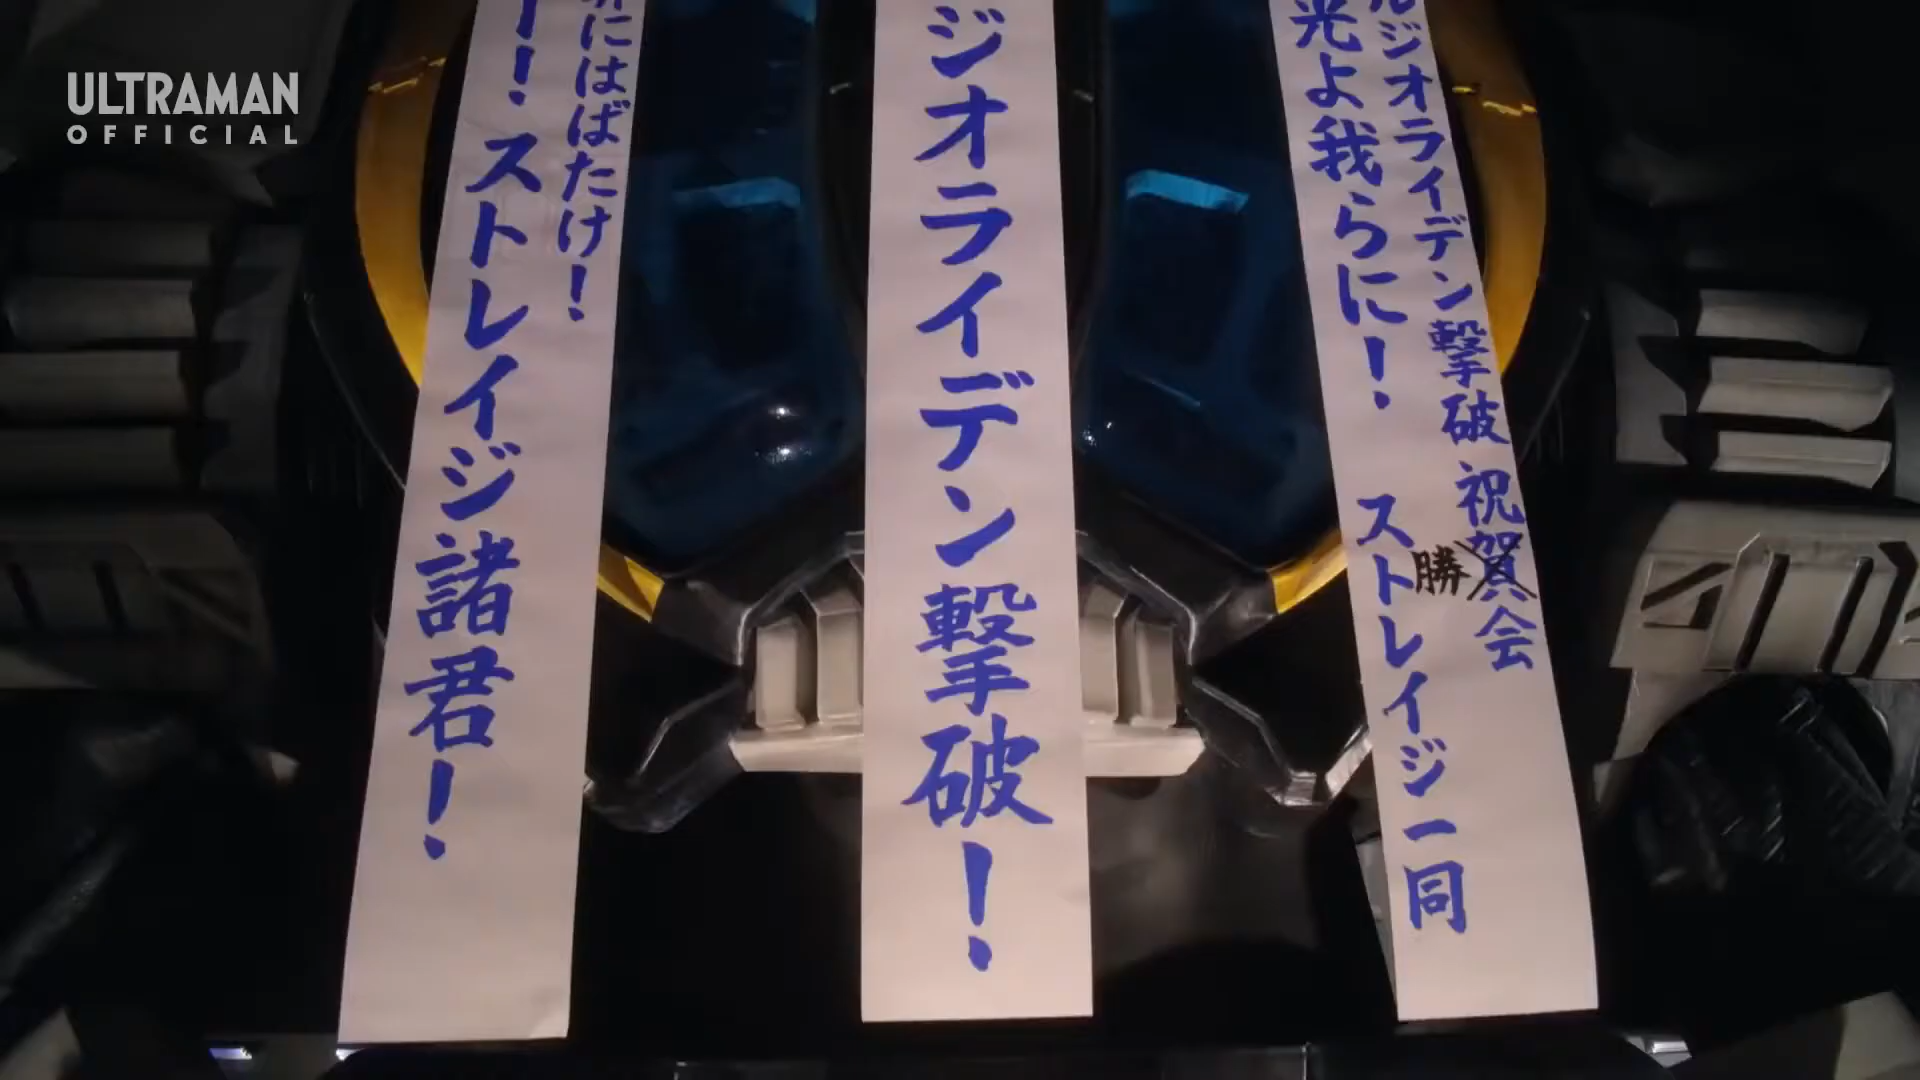 ULTRAMAN
OFFICIAL
ルジオライデン撃破 祝賀会
勝
光よ我らに! ストレイジ一同
ジオライデン撃破!
にはばたけ!
ー! ストレイジ諸君!